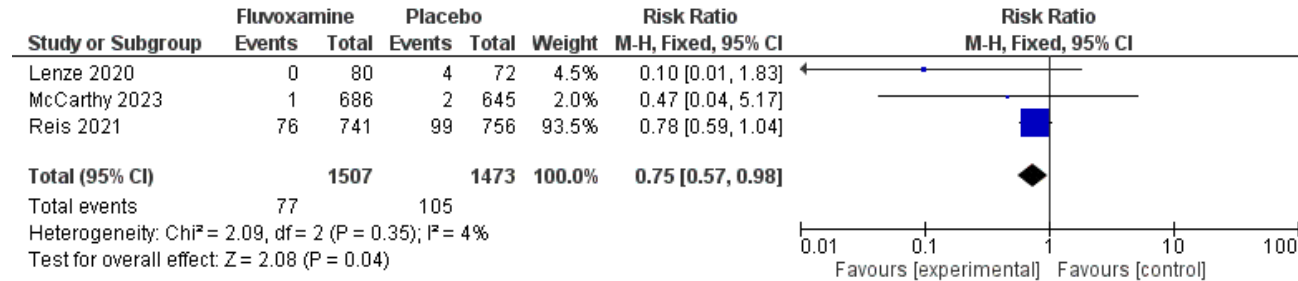 Fluvoxamine Placebo Risk Ratio Risk Ratio
Study or Subgroup Events Total Events Total Weight M-H, Fixed, 95% CI M-H, Fixed, 95% CI
Lenze 2020 0 80 4 72 4.5% 0.10 [0.01, 1.83]
McCarthy 2023 1 686 2 645 2.0% 0.47 [0.04, 5.17]
Reis 2021 76 741 99 756 93.5% 0.78 [0.59, 1.04]
Total (95% CI) 1507 1473 100.0% 0.75 [0.57, 0.98]
Total events 77 105
Heterogeneity: Chi² = 2.09, df = 2 (P = 0.35); I² = 4%
Test for overall effect: Z = 2.08 (P = 0.04)
0.01 0.1 1 10 100
Favours [experimental] Favours [control]